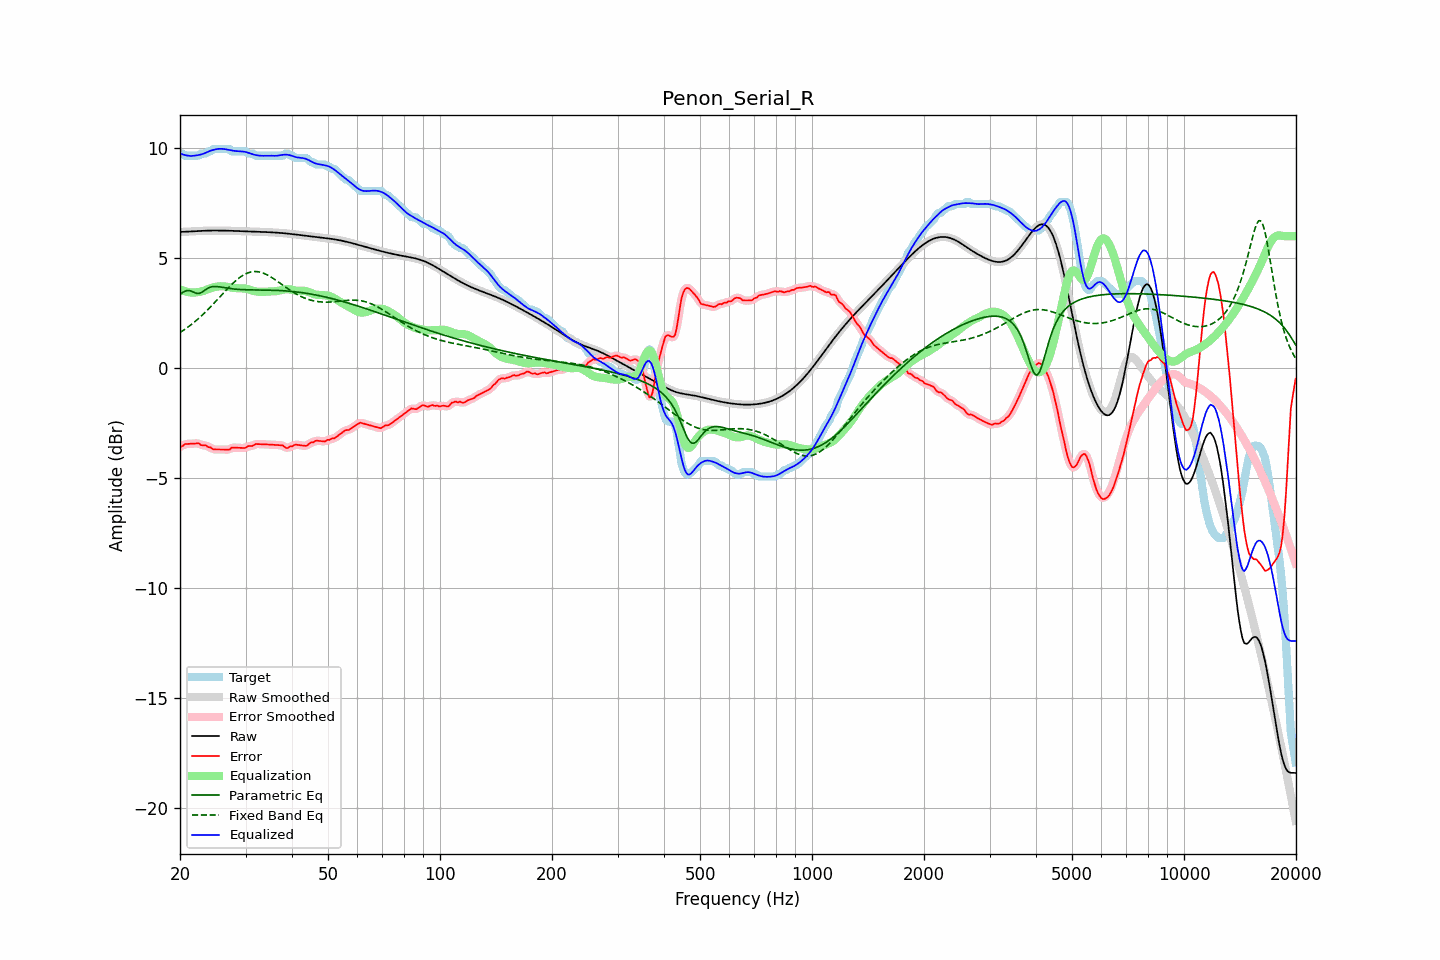 Penon_Serial_R
10
5
0
−5
−10
−15
−20
Amplitude (dBr)
Target
Raw Smoothed
Error Smoothed
Raw
Error
Equalization
Parametric Eq
Fixed Band Eq
Equalized
20 50 100 200 500 1000 2000 5000 10000 20000
Frequency (Hz)